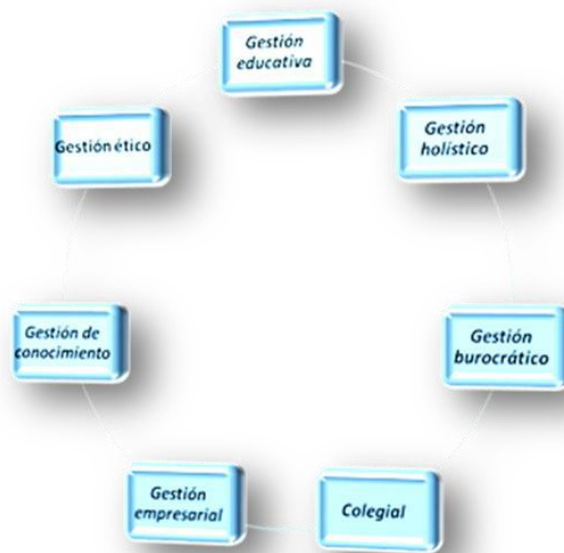 Gestión
educativa
Gestión
holístico
Gestión
burocrático
Colegial
Gestión
empresarial
Gestión de
conocimiento
Gestión ético